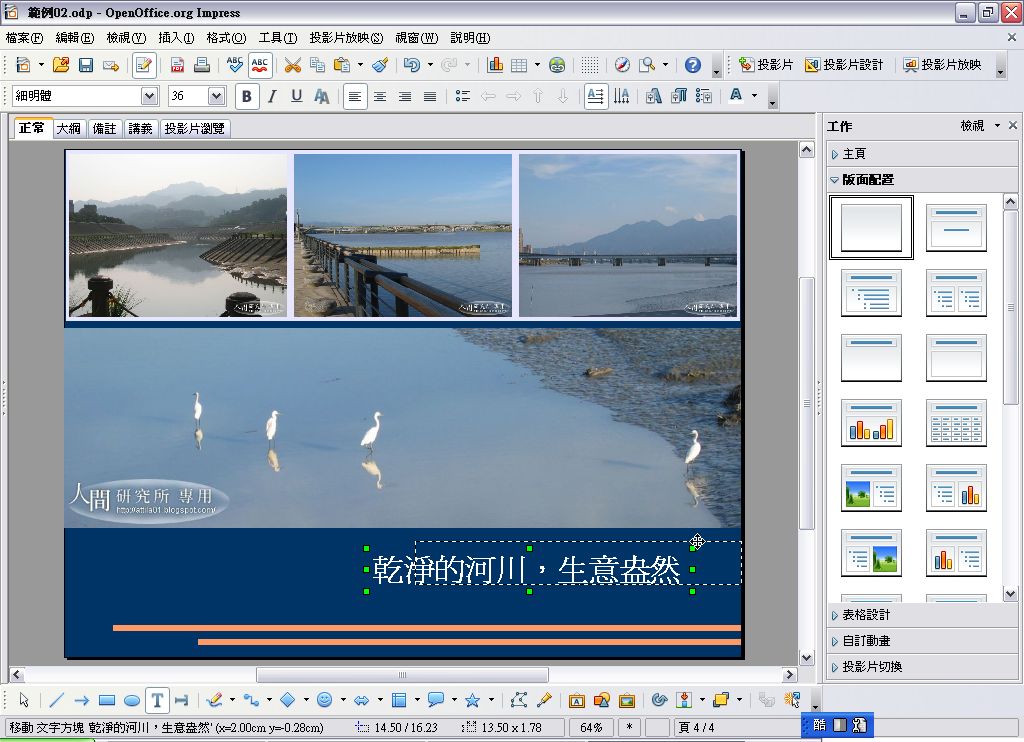 範例02.odp - OpenOffice.org Impress
檔案(F) 編輯(E) 檢視(V) 插入(I) 格式(O) 工具(T) 投影片放映(S) 視窗(W) 說明(H)
投影片 投影片設計 投影片放映
細明體 36 B I U
正常 大綱 備註 講義 投影片瀏覽
工作 檢視
主頁
版面配置
人間 研究所 專用
http://attila01.blogspot.com/
乾淨的河川，生意盎然
表格設計
自訂動畫
投影片切換
移動 文字方塊 '乾淨的河川，生意盎然' (x=2.00cm y=-0.28cm) 14.50 / 16.23 13.50 x 1.78 64% * 頁 4 / 4
酷